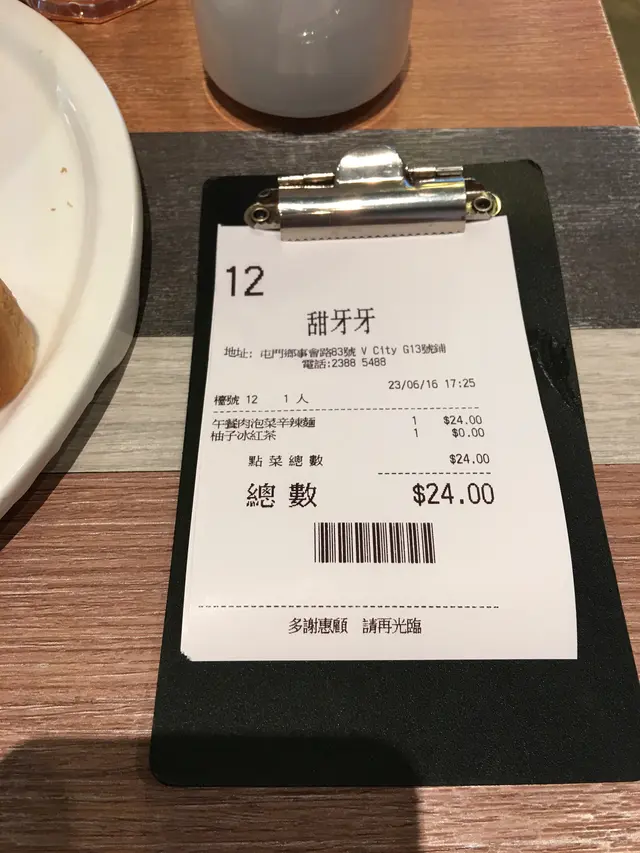 12
甜牙牙
地址: 屯門鄉事會路83號 V City G13號鋪
電話:2388 5488
23/06/16 17:25
檯號 12 1 人
午餐肉泡菜辛辣麵 1 $24.00
柚子冰紅茶 1 $0.00
點菜總數 $24.00
總數 $24.00
多謝惠顧 請再光臨